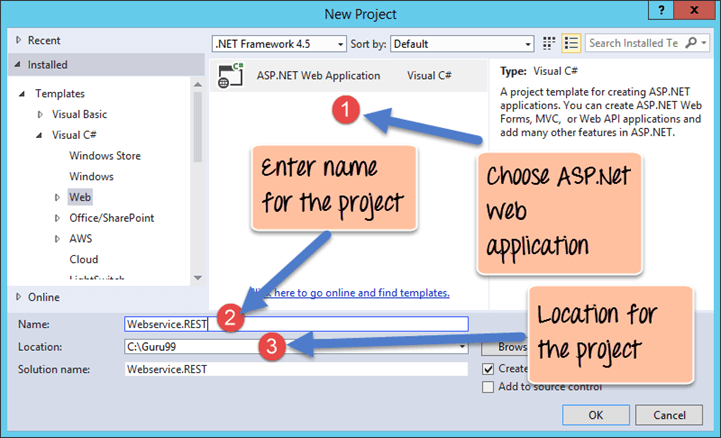 New Project
?
x
Recent
.NET Framework 4.5
Sort by:
Default
Search Installed Te
Installed
Templates
Visual Basic
Visual C#
Windows Store
Windows
Web
Office/SharePoint
AWS
Cloud
LightSwitch
Online
C#
ASP.NET Web Application
Visual C#
Type: Visual C#
A project template for creating ASP.NET
applications. You can create ASP.NET Web
Forms, MVC, or Web API applications and
add many other features in ASP.NET.
1
Enter name
for the project
Choose ASP.Net
web
application
here to go online and find templates.
Name:
Webservice.REST
2
Location:
C:\Guru99
3
Location for
the project
Brows
Solution name:
Webservice.REST
Create
Add to source control
OK
Cancel